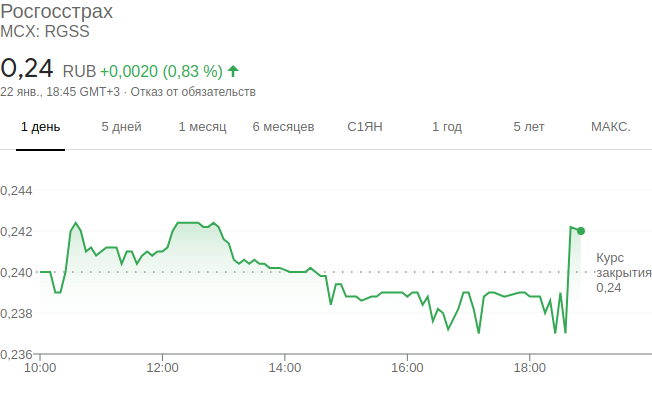 Росгосстрах
MCX: RGSS
0,24 RUB +0,0020 (0,83 %)
22 янв., 18:45 GMT+3 · Отказ от обязательств
1 день 5 дней 1 месяц 6 месяцев С1ЯН 1 год 5 лет МАКС.
0,244
0,242
Курс
0,240 закрытия
0,24
0,238
0,236
10:00 12:00 14:00 16:00 18:00